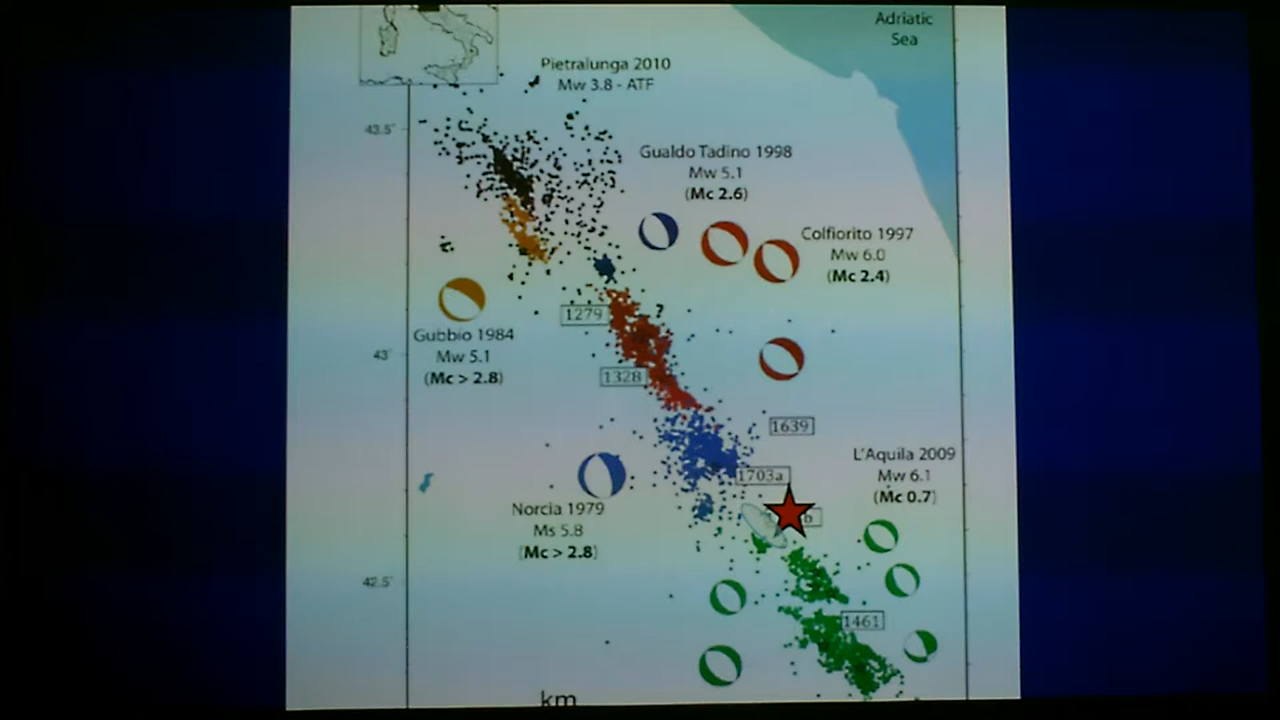 Adriatic
Sea
Pietralunga 2010
Mw 3.8 - ATF
43.5°
Gualdo Tadino 1998
Mw 5.1
(Mc 2.6)
Colfiorito 1997
Mw 6.0
(Mc 2.4)
1279
?
Gubbio 1984
Mw 5.1
(Mc > 2.8)
43°
1328
1639
L'Aquila 2009
Mw 6.1
(Mc 0.7)
1703a
Norcia 1979
Ms 5.8
(Mc > 2.8)
b
42.5°
1461
km